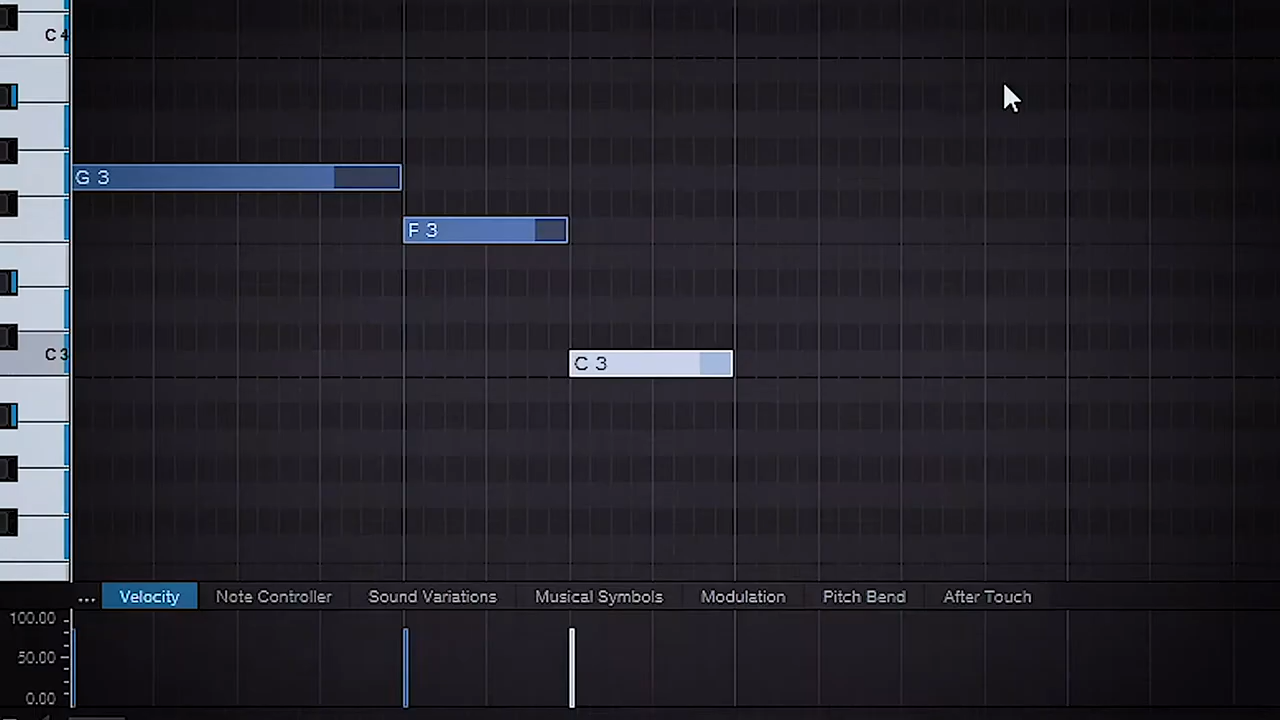 C 4
G 3
F 3
C 3
C 3
... Velocity Note Controller Sound Variations Musical Symbols Modulation Pitch Bend After Touch
100.00
50.00
0.00